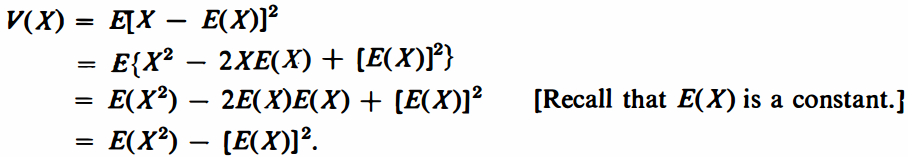 V(X) = E[X − E(X)]²
= E{X² − 2XE(X) + [E(X)]²}
= E(X²) − 2E(X)E(X) + [E(X)]² [Recall that E(X) is a constant.]
= E(X²) − [E(X)]².